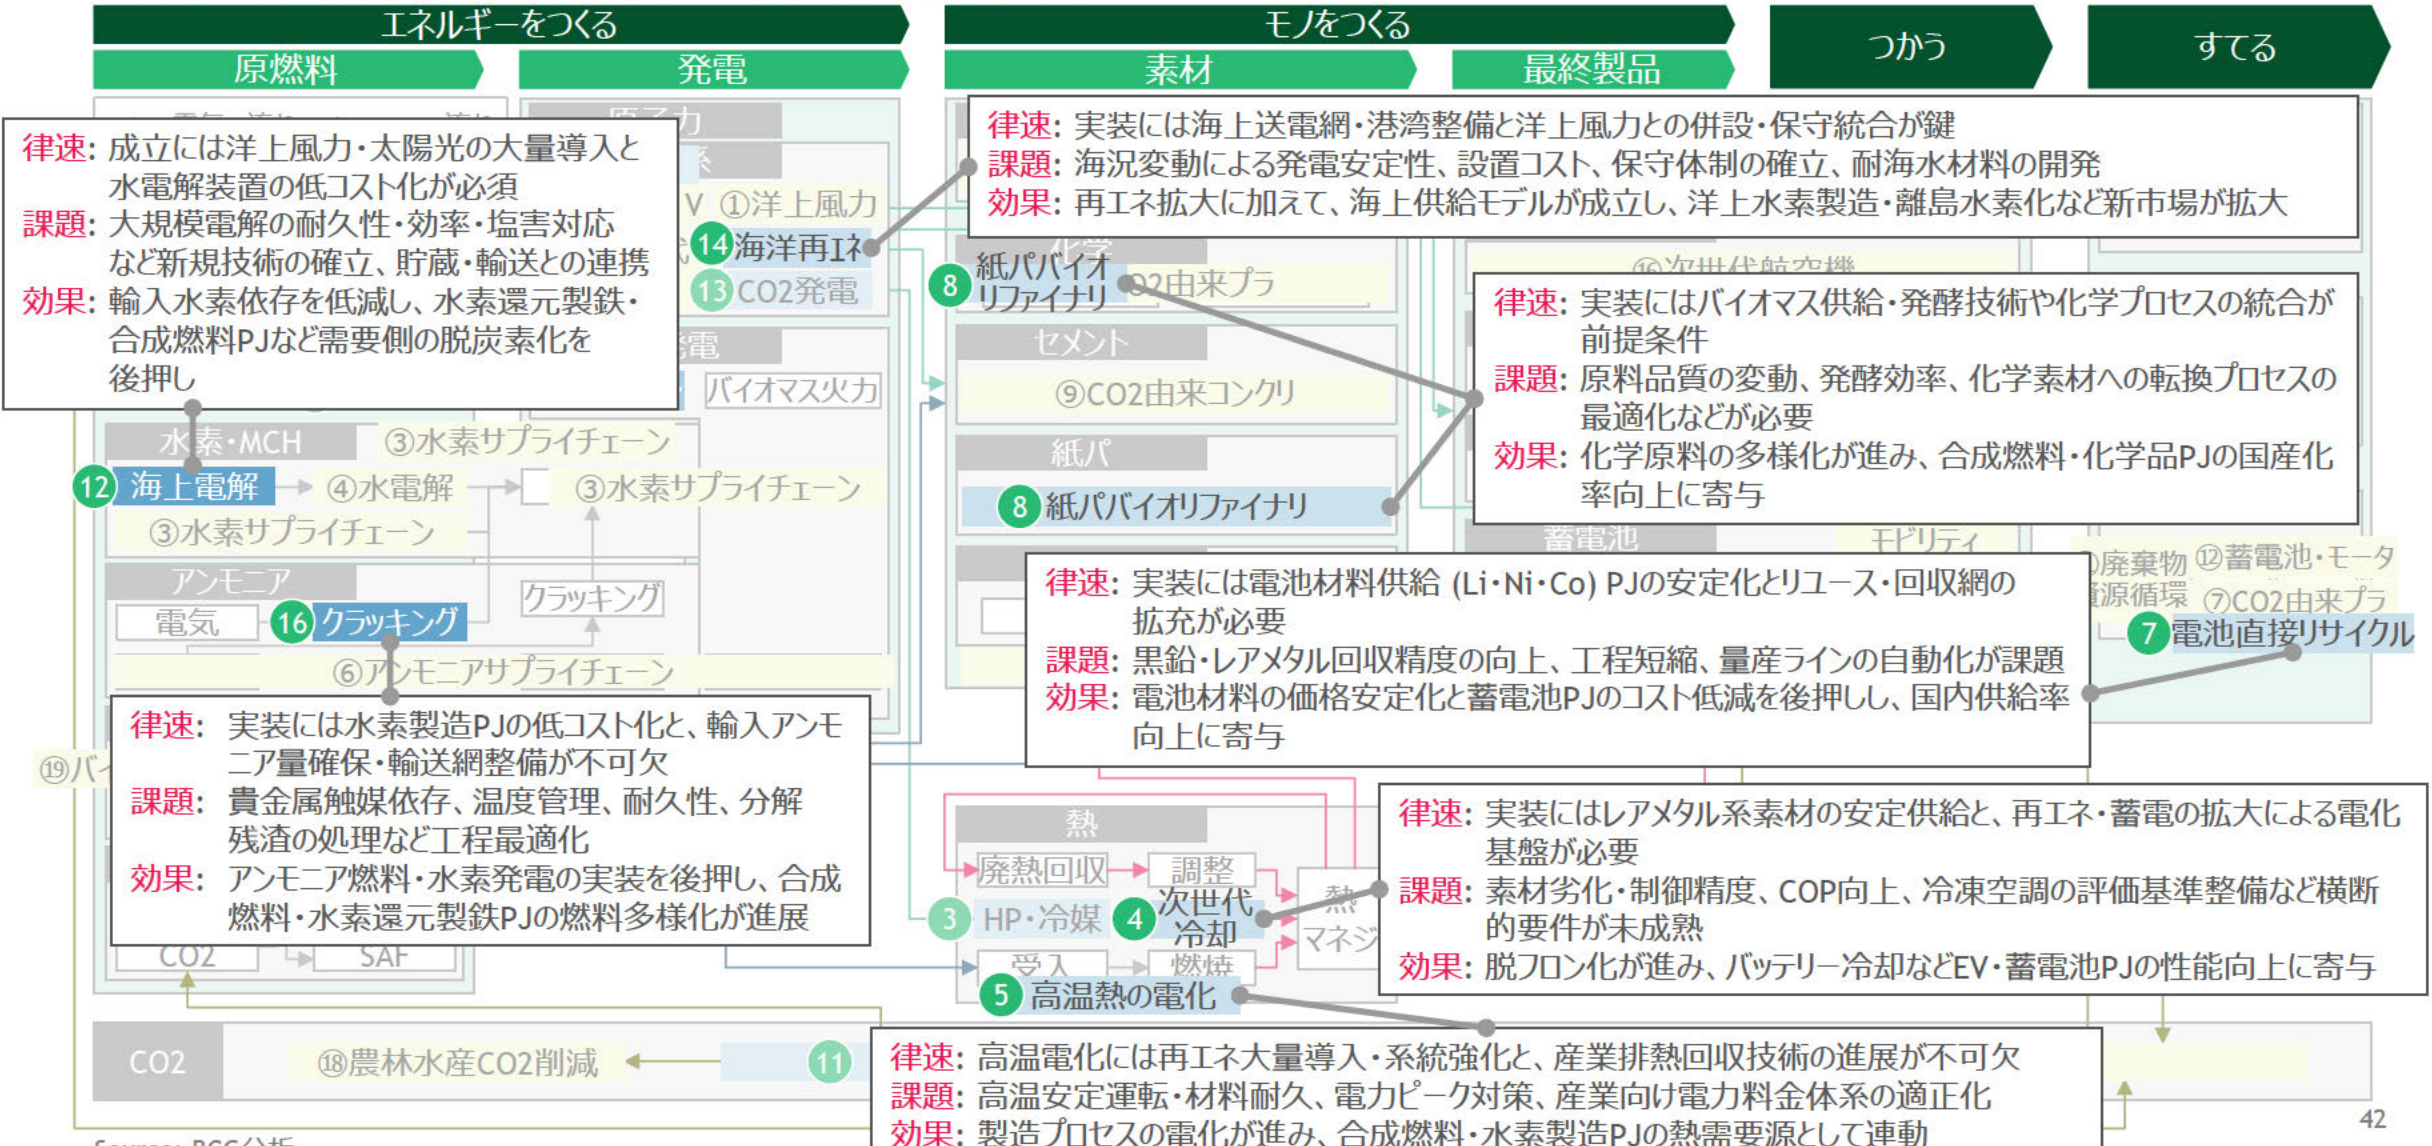 エネルギーをつくる
モノをつくる
つかう
すてる
原燃料
発電
素材
最終製品
律速: 成立には洋上風力・太陽光の大量導入と
水電解装置の低コスト化が必須
課題: 大規模電解の耐久性・効率・塩害対応
など新規技術の確立、貯蔵・輸送との連携
効果: 輸入水素依存を低減し、水素還元製鉄・
合成燃料PJなど需要側の脱炭素化を
後押し
律速: 実装には海上送電網・港湾整備と洋上風力との併設・保守統合が鍵
課題: 海況変動による発電安定性、設置コスト、保守体制の確立、耐海水材料の開発
効果: 再エネ拡大に加えて、海上供給モデルが成立し、洋上水素製造・離島水素化など新市場が拡大
原子力
V ①洋上風力
14 海洋再エネ
13 CO2発電
バイオマス火力
化学
8 紙パバイオ
リファイナリ
O2由来プラ
セメント
⑨CO2由来コンクリ
紙パ
8 紙パバイオリファイナリ
⑯次世代航空機
律速: 実装にはバイオマス供給・発酵技術や化学プロセスの統合が
前提条件
課題: 原料品質の変動、発酵効率、化学素材への転換プロセスの
最適化などが必要
効果: 化学原料の多様化が進み、合成燃料・化学品PJの国産化
率向上に寄与
水素・MCH
③水素サプライチェーン
12 海上電解
④水電解
③水素サプライチェーン
③水素サプライチェーン
アンモニア
電気
16 クラッキング
クラッキング
⑥アンモニアサプライチェーン
蓄電池
モビリティ
廃棄物
資源循環
⑫蓄電池・モータ
⑦CO2由来プラ
7 電池直接リサイクル
律速: 実装には電池材料供給 (Li・Ni・Co) PJの安定化とリユース・回収網の
拡充が必要
課題: 黒鉛・レアメタル回収精度の向上、工程短縮、量産ラインの自動化が課題
効果: 電池材料の価格安定化と蓄電池PJのコスト低減を後押しし、国内供給率
向上に寄与
律速: 実装には水素製造PJの低コスト化と、輸入アンモ
ニア量確保・輸送網整備が不可欠
課題: 貴金属触媒依存、温度管理、耐久性、分解
残渣の処理など工程最適化
効果: アンモニア燃料・水素発電の実装を後押し、合成
燃料・水素還元製鉄PJの燃料多様化が進展
⑲バイ
CO2
SAF
熱
廃熱回収
調整
3 HP・冷媒
4 次世代
冷却
熱
マネジ
受入
燃焼
5 高温熱の電化
律速: 実装にはレアメタル系素材の安定供給と、再エネ・蓄電の拡大による電化
基盤が必要
課題: 素材劣化・制御精度、COP向上、冷凍空調の評価基準整備など横断
的要件が未成熟
効果: 脱フロン化が進み、バッテリー冷却などEV・蓄電池PJの性能向上に寄与
CO2
⑱農林水産CO2削減
11
律速: 高温電化には再エネ大量導入・系統強化と、産業排熱回収技術の進展が不可欠
課題: 高温安定運転・材料耐久、電力ピーク対策、産業向け電力料金体系の適正化
効果: 製造プロセスの電化が進み、合成燃料・水素製造PJの熱需要源として連動
42
Source: BCG分析